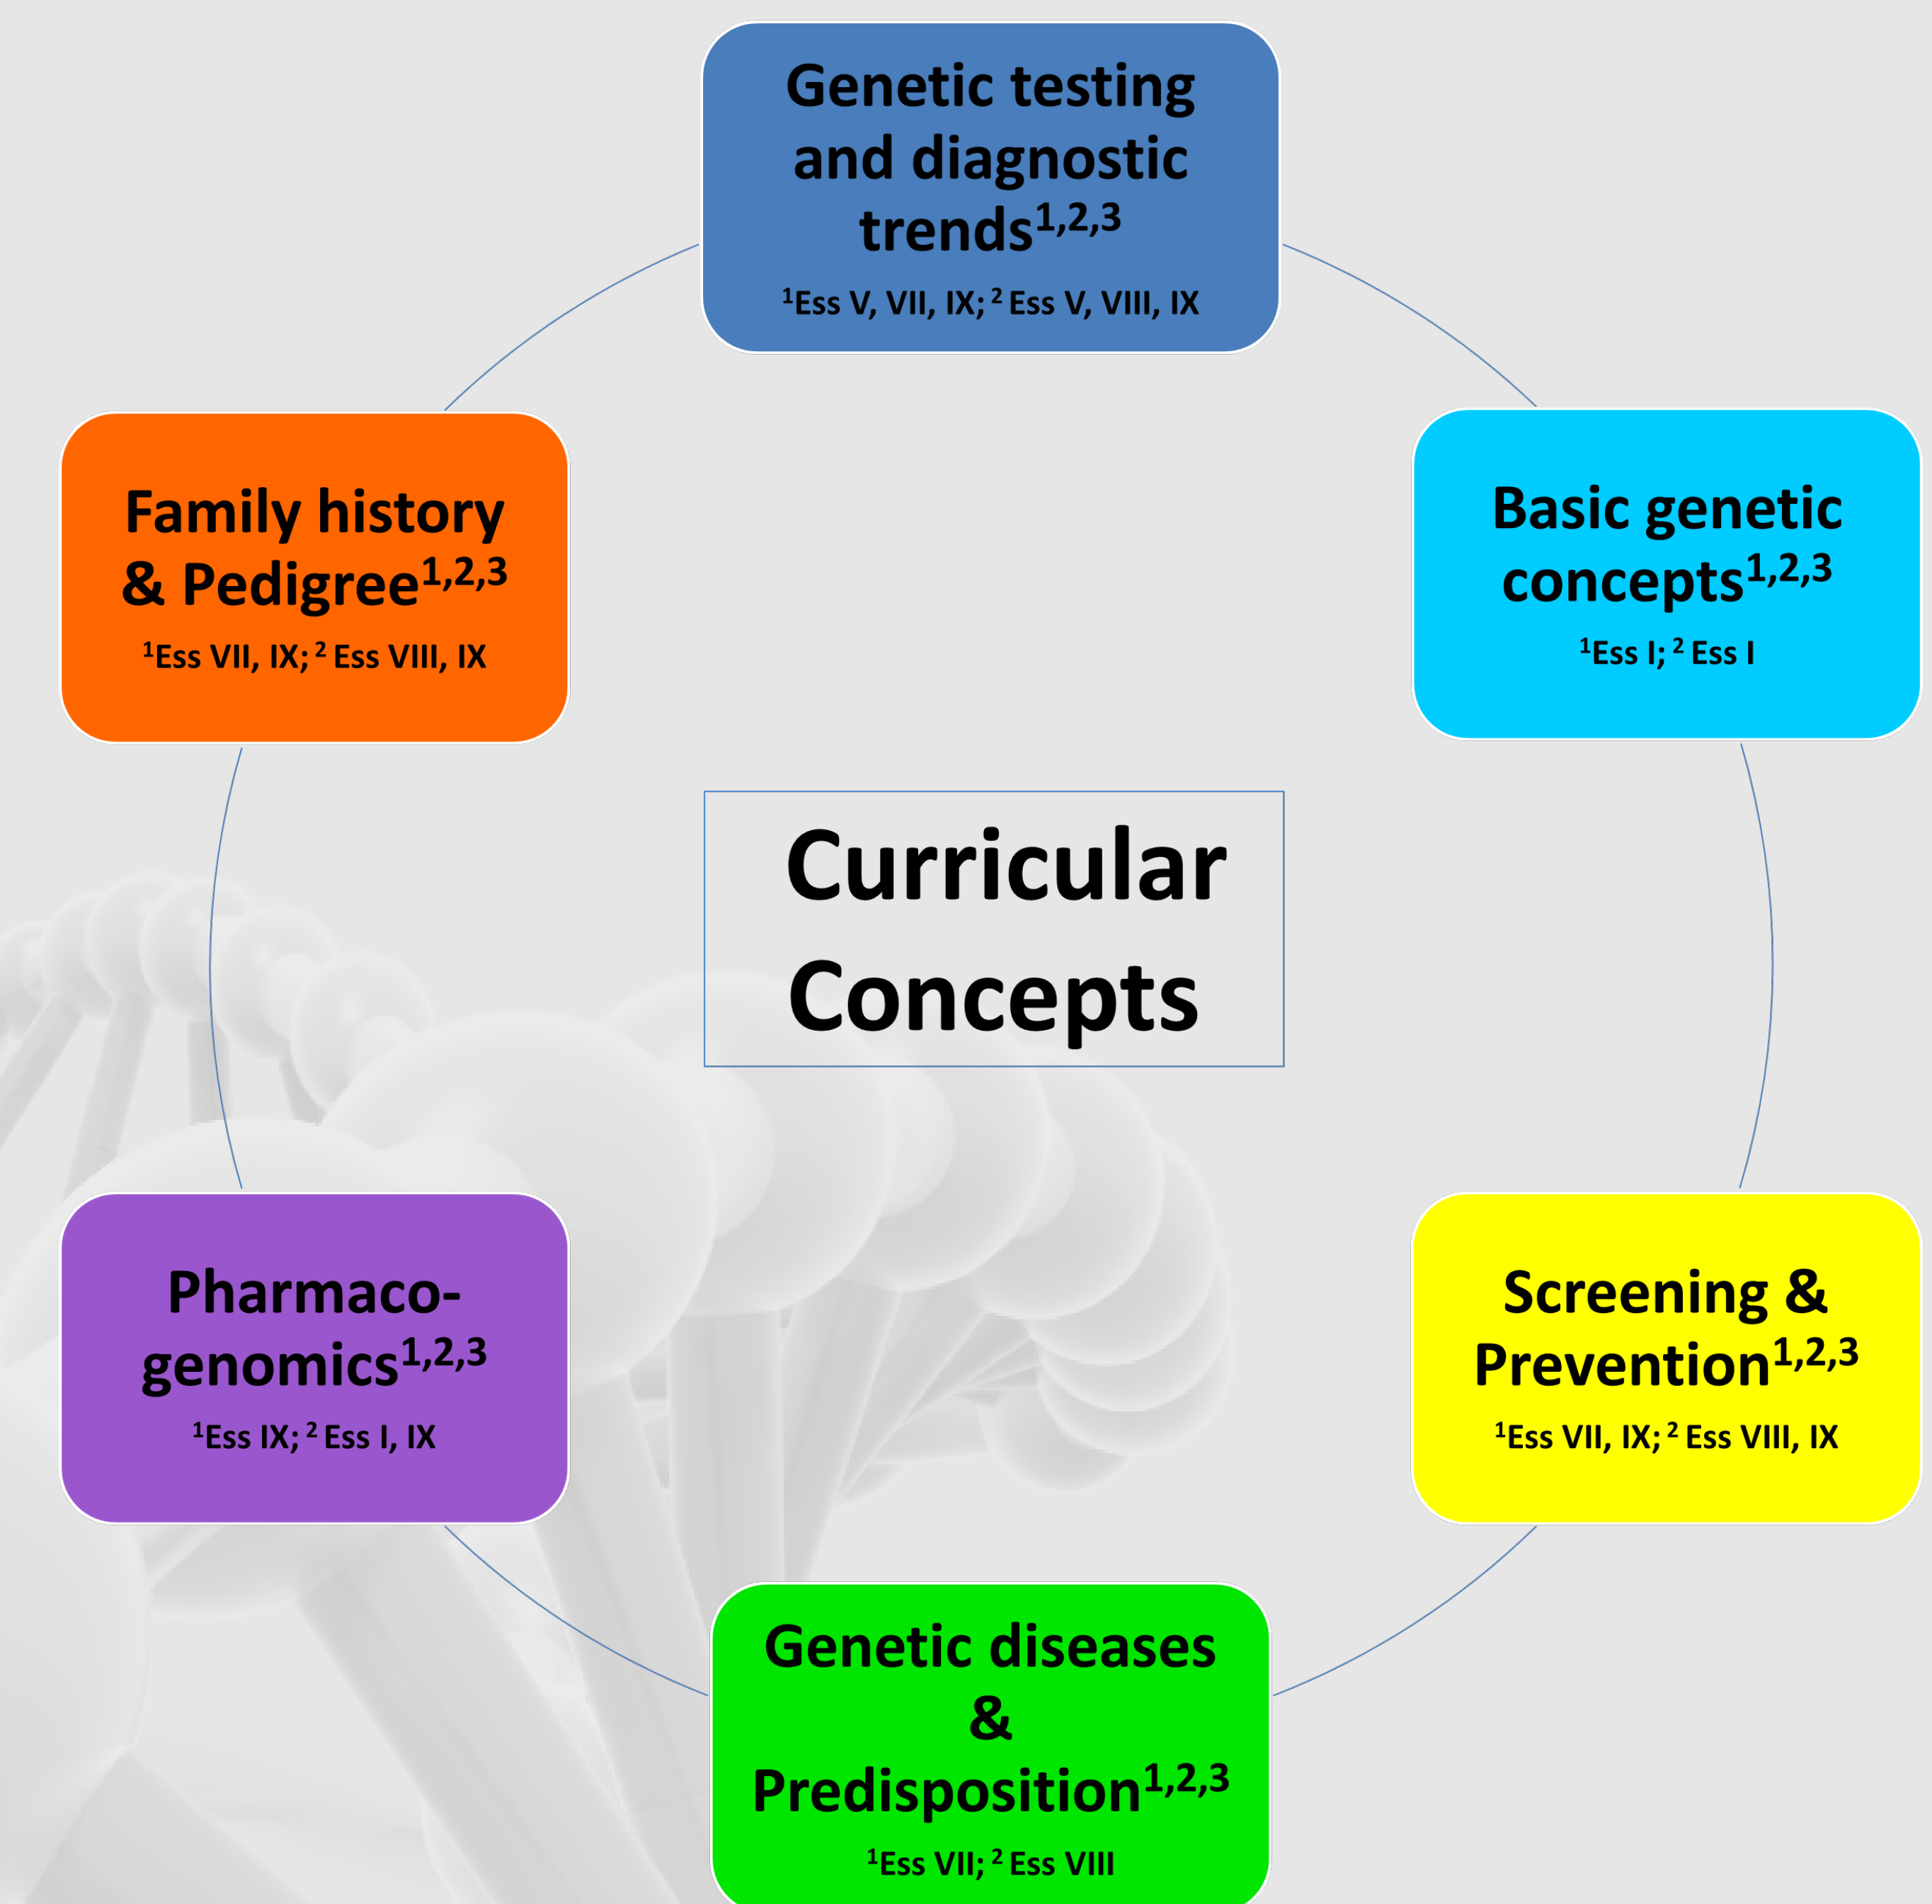 Genetic testing
and diagnostic
trends1,2,3
1Ess V, VII, IX; 2 Ess V, VIII, IX
Family history
& Pedigree1,2,3
1Ess VII, IX; 2 Ess VIII, IX
Basic genetic
concepts1,2,3
1Ess I; 2 Ess I
Curricular
Concepts
Pharmaco-
genomics1,2,3
1Ess IX; 2 Ess I, IX
Screening &
Prevention1,2,3
1Ess VII, IX; 2 Ess VIII, IX
Genetic diseases
&
Predisposition1,2,3
1Ess VII; 2 Ess VIII